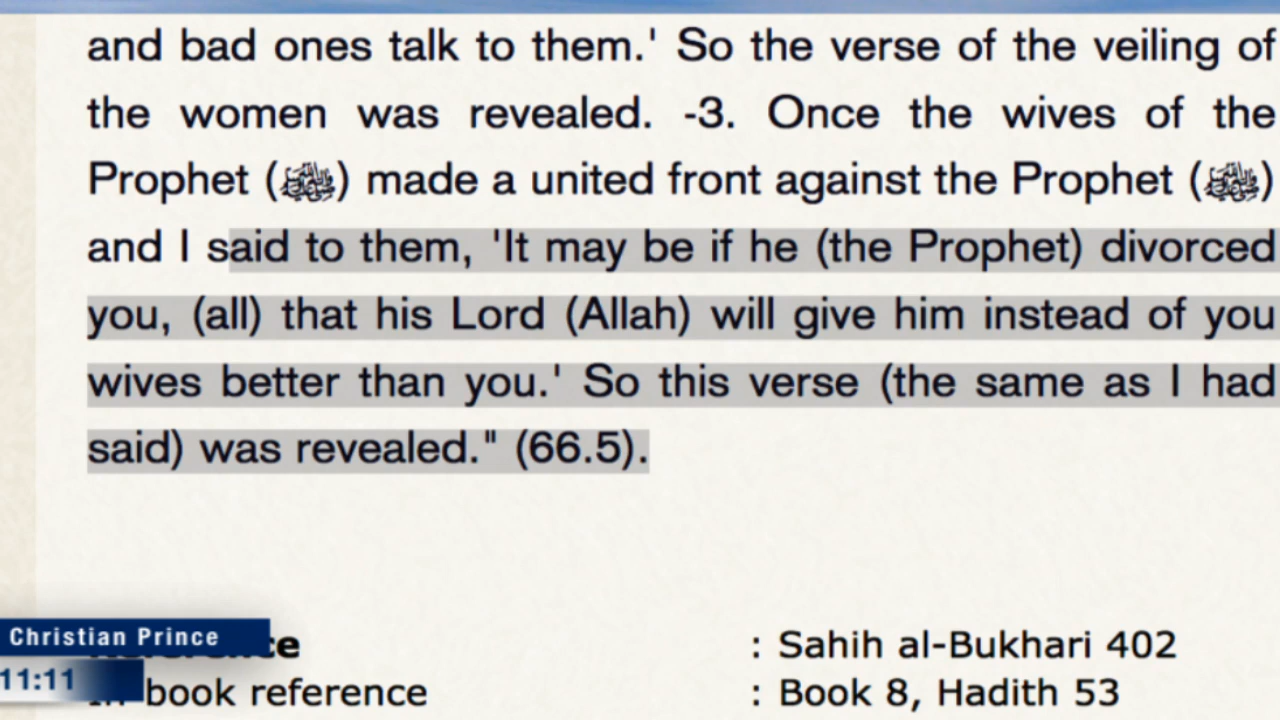 and bad ones talk to them.' So the verse of the veiling of
the women was revealed. -3. Once the wives of the
Prophet (ﷺ) made a united front against the Prophet (ﷺ)
and I said to them, 'It may be if he (the Prophet) divorced
you, (all) that his Lord (Allah) will give him instead of you
wives better than you.' So this verse (the same as I had
said) was revealed." (66.5).
Christian Prince
: Sahih al-Bukhari 402
11:11
book reference : Book 8, Hadith 53